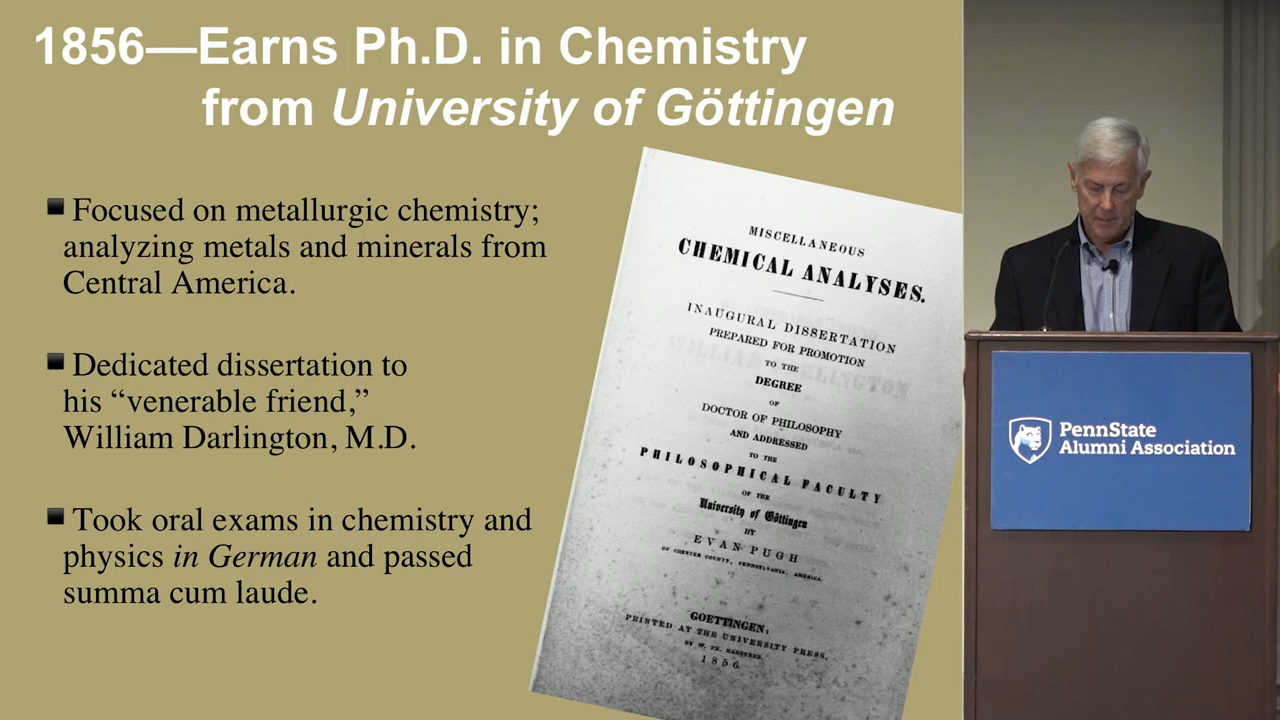 1856—Earns Ph.D. in Chemistry
from University of Göttingen
■ Focused on metallurgic chemistry;
analyzing metals and minerals from
Central America.
■ Dedicated dissertation to
his “venerable friend,”
William Darlington, M.D.
■ Took oral exams in chemistry and
physics in German and passed
summa cum laude.
MISCELLANEOUS
CHEMICAL ANALYSES.
INAUGURAL DISSERTATION
PREPARED FOR PROMOTION
TO THE
DEGREE
OF
DOCTOR OF PHILOSOPHY
AND ADDRESSED
TO THE
PHILOSOPHICAL FACULTY
OF THE
University of Göttingen
BY
EVAN PUGH
OF CHESTER COUNTY, PENNSYLVANIA, AMERICA.
GOETTINGEN;
PRINTED AT THE UNIVERSITY PRESS,
BY W. FR. KAESTNER.
1856.
PennState
Alumni Association